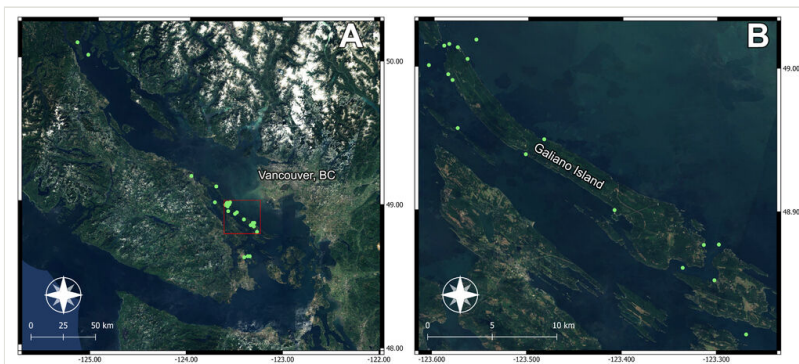 A
Vancouver, BC
50.00
49.00
48.00
0 25 50 km
-125.00 -124.00 -123.00 -122.00
B
Galiano Island
49.00
48.90
0 5 10 km
-123.600 -123.500 -123.400 -123.300